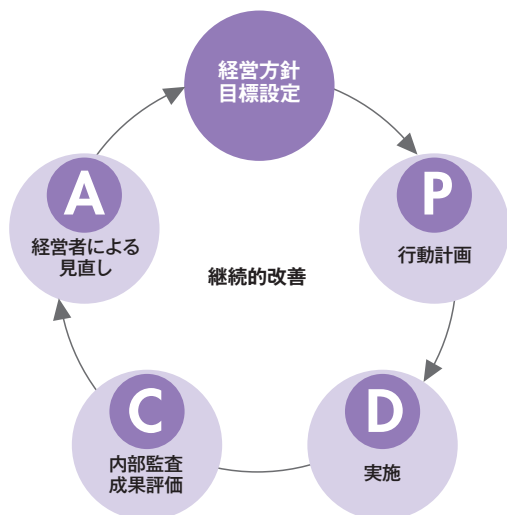 経営方針
目標設定
P
行動計画
D
実施
C
内部監査
成果評価
A
経営者による
見直し
継続的改善